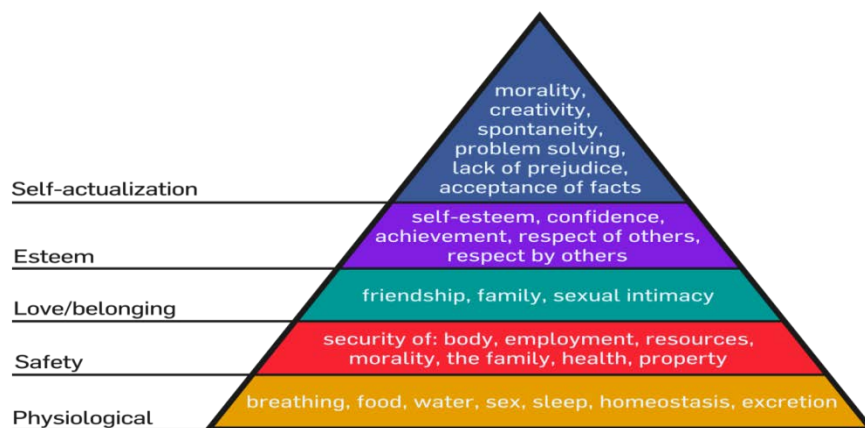 morality,
creativity,
spontaneity,
problem solving,
lack of prejudice,
acceptance of facts
Self-actualization
self-esteem, confidence,
achievement, respect of others,
respect by others
Esteem
friendship, family, sexual intimacy
Love/belonging
security of: body, employment, resources,
morality, the family, health, property
Safety
breathing, food, water, sex, sleep, homeostasis, excretion
Physiological